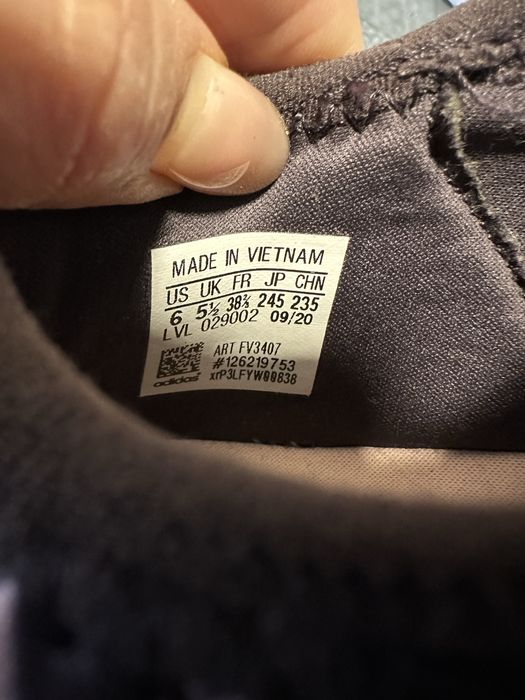 MADE IN VIETNAM
US UK FR JP CHN
6 5½ 38⅔ 245 235
LVL 029002 09/20
ART FV3407
#126219753
xrP3LFYW00838
adidas